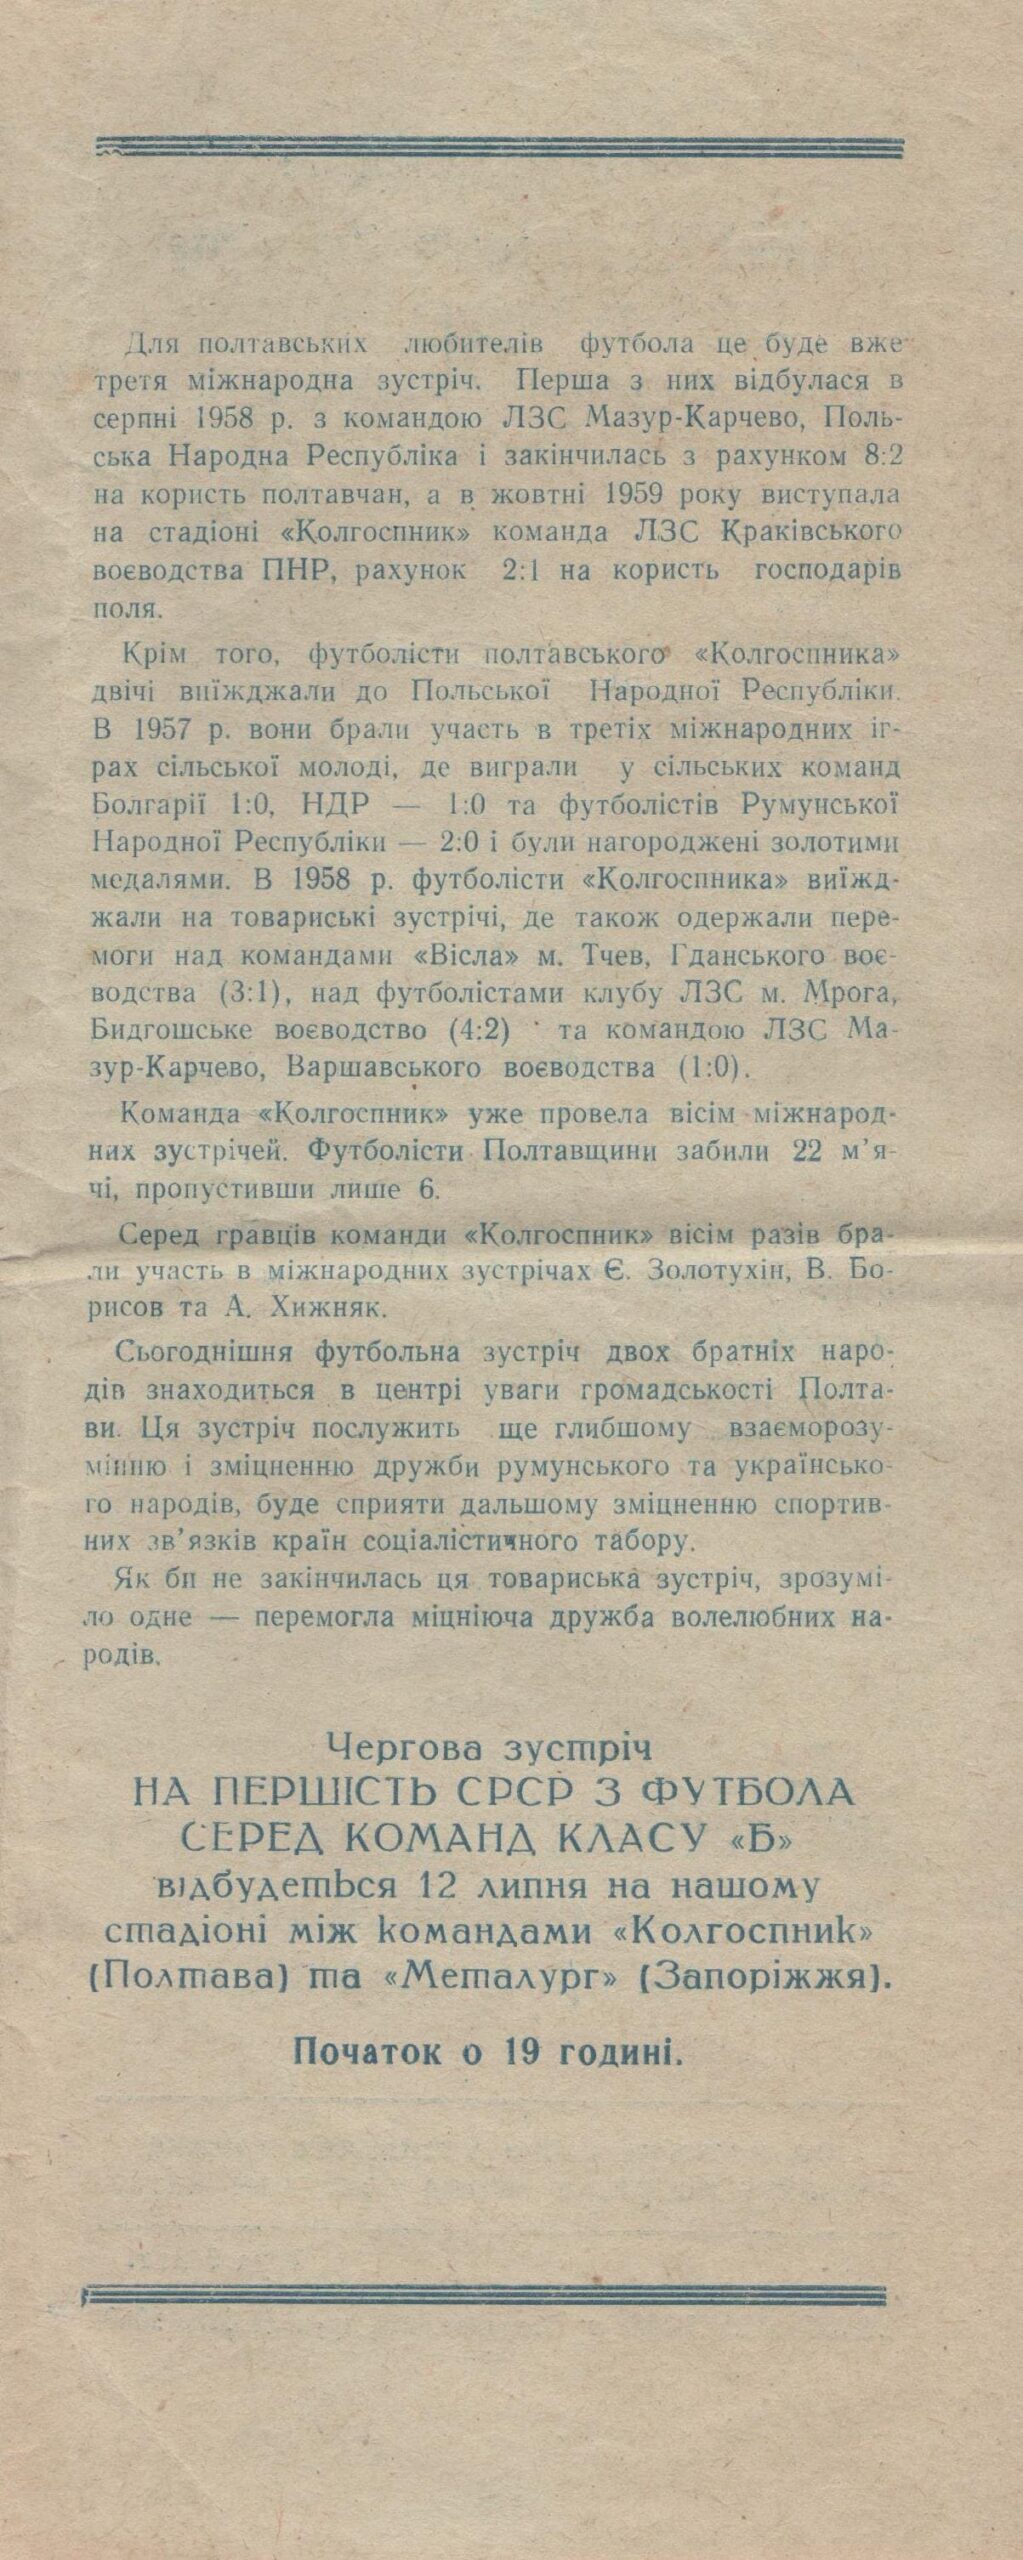 Для полтавських любителів футбола це буде вже
третя міжнародна зустріч. Перша з них відбулася в
серпні 1958 р. з командою ЛЗС Мазур-Карчево, Поль-
ська Народна Республіка і закінчилась з рахунком 8:2
на користь полтавчан, а в жовтні 1959 року виступала
на стадіоні «Колгоспник» команда ЛЗС Краківського
воєводства ПНР, рахунок 2:1 на користь господарів
поля.
Крім того, футболісти полтавського «Колгоспника»
двічі виїжджали до Польської Народної Республіки.
В 1957 р. вони брали участь в третіх міжнародних іг-
рах сільської молоді, де виграли у сільських команд
Болгарії 1:0, НДР — 1:0 та футболістів Румунської
Народної Республіки — 2:0 і були нагороджені золотими
медалями. В 1958 р. футболісти «Колгоспника» виїжд-
жали на товариські зустрічі, де також одержали пере-
моги над командами «Вісла» м. Тчев, Гданського воє-
водства (3:1), над футболістами клубу ЛЗС м. Мрога,
Бидгошське воєводство (4:2) та командою ЛЗС Ма-
зур-Карчево, Варшавського воєводства (1:0).
Команда «Колгоспник» уже провела вісім міжнарод-
них зустрічей. Футболісти Полтавщини забили 22 м'я-
чі, пропустивши лише 6.
Серед гравців команди «Колгоспник» вісім разів бра-
ли участь в міжнародних зустрічах Є. Золотухін, В. Бо-
рисов та А. Хижняк.
Сьогоднішня футбольна зустріч двох братніх наро-
дів знаходиться в центрі уваги громадськості Полта-
ви. Ця зустріч послужить ще глибшому взаєморозу-
мінню і зміцненню дружби румунського та українсько-
го народів, буде сприяти дальшому зміцненню спортив-
них зв'язків країн соціалістичного табору.
Як би не закінчилась ця товариська зустріч, зрозумі-
ло одне — перемогла міцніюча дружба волелюбних на-
родів.
Чергова зустріч
НА ПЕРШІСТЬ СРСР З ФУТБОЛА
СЕРЕД КОМАНД КЛАСУ «Б»
відбудеться 12 липня на нашому
стадіоні між командами «Колгоспник»
(Полтава) та «Металург» (Запоріжжя).
Початок о 19 годині.